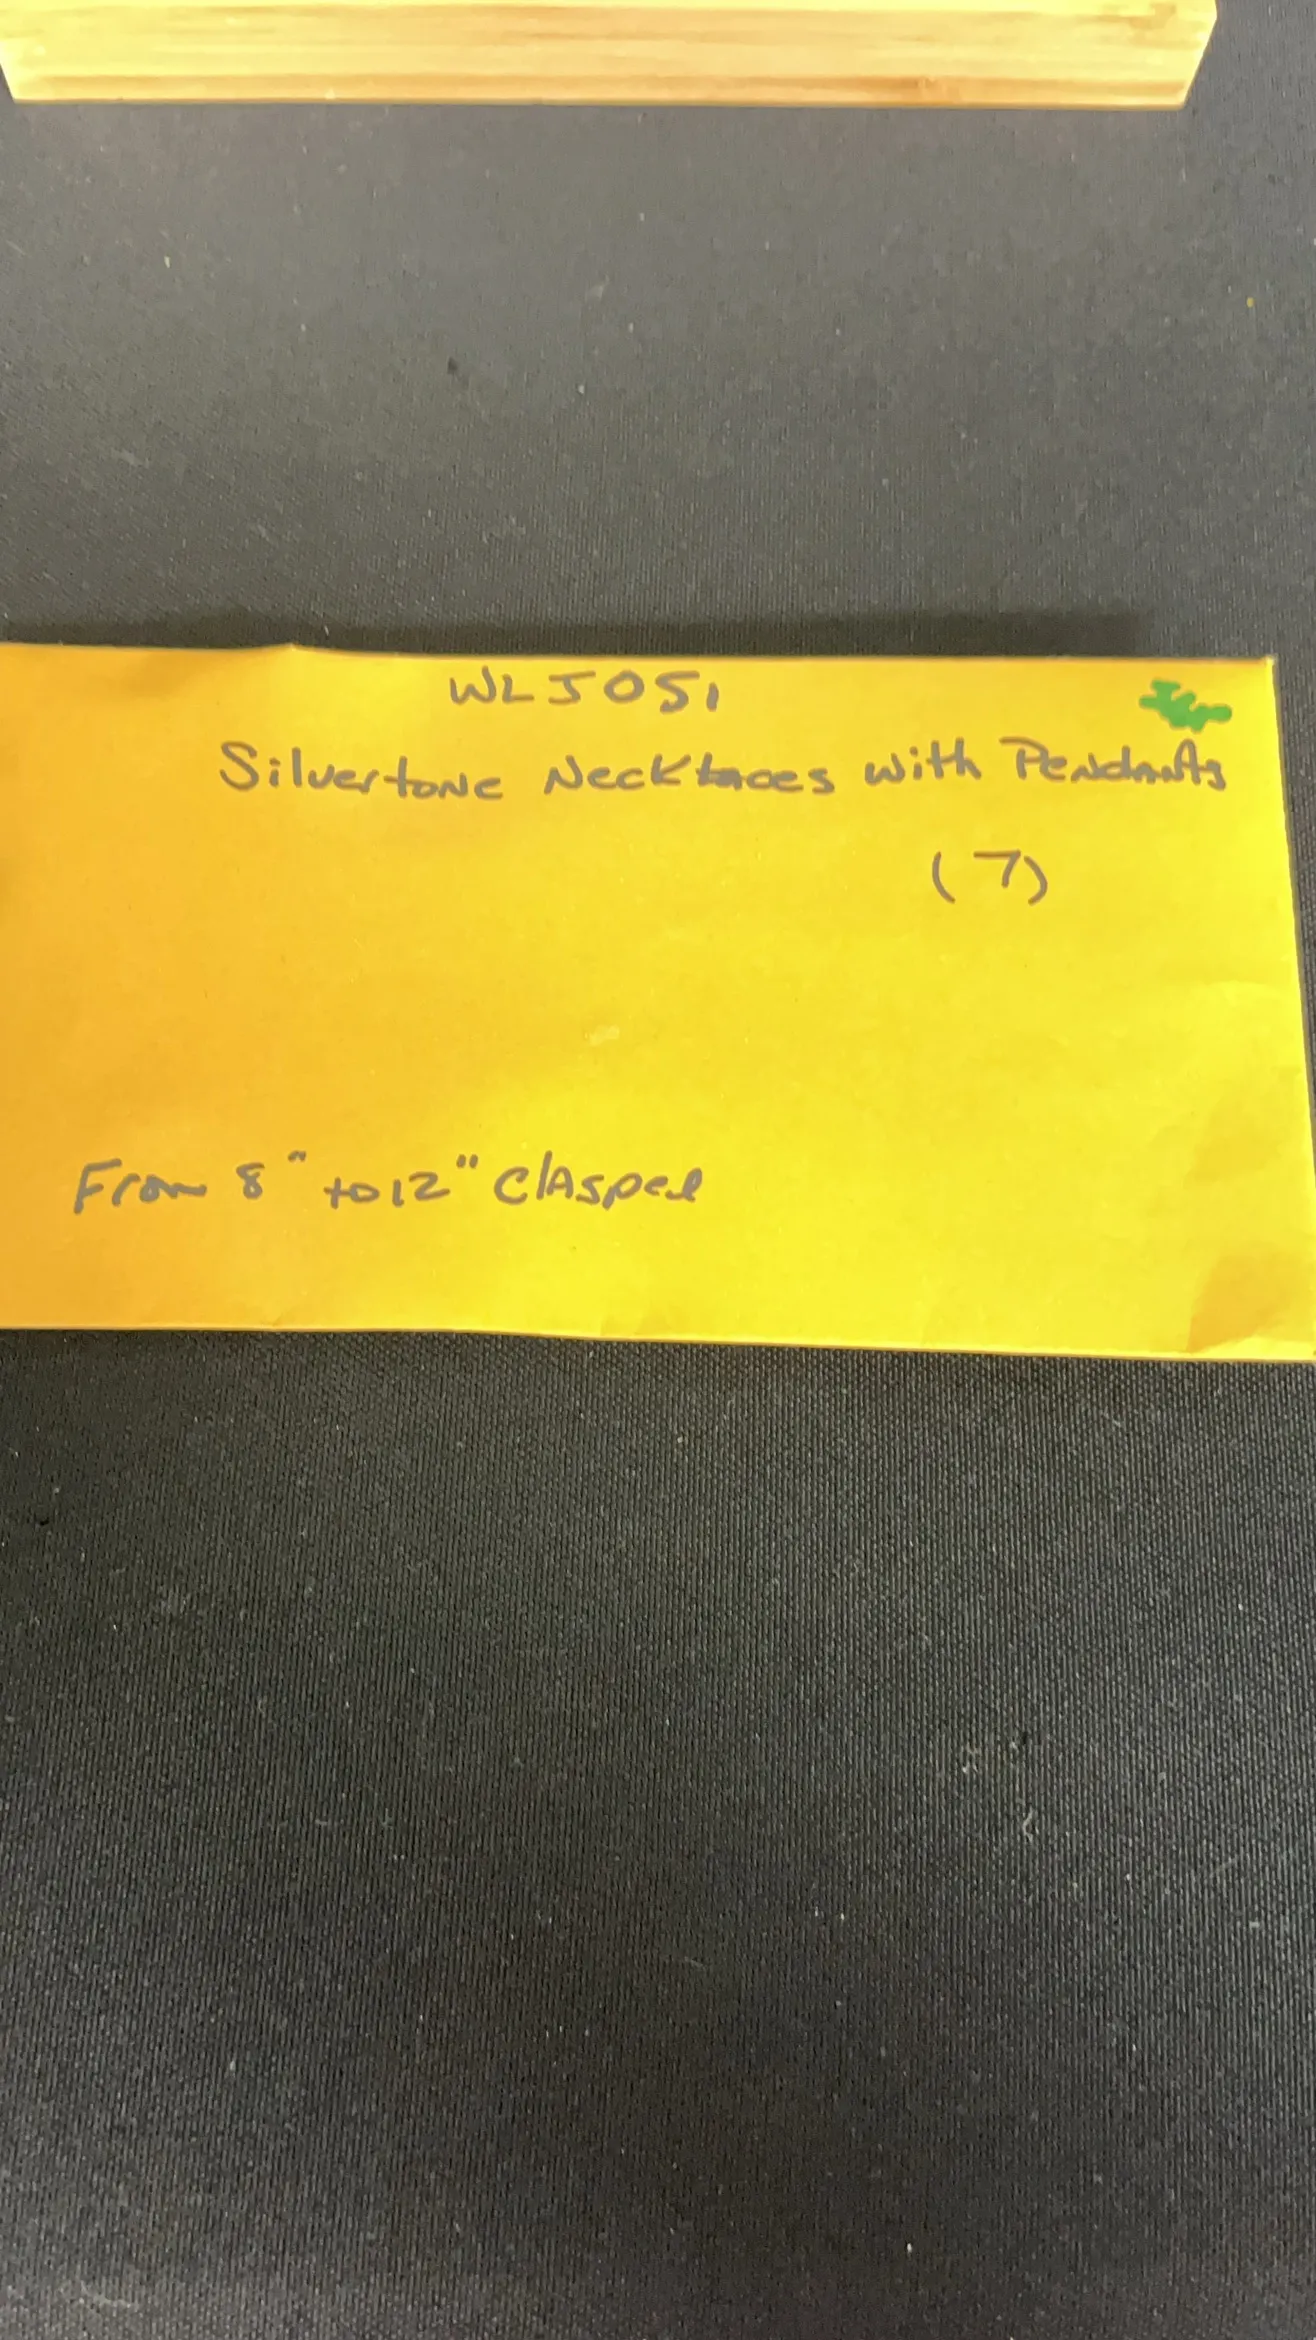 WLJ051
Silvertone Necklaces with Pendants
(7)
From 8" to 12" Clasped